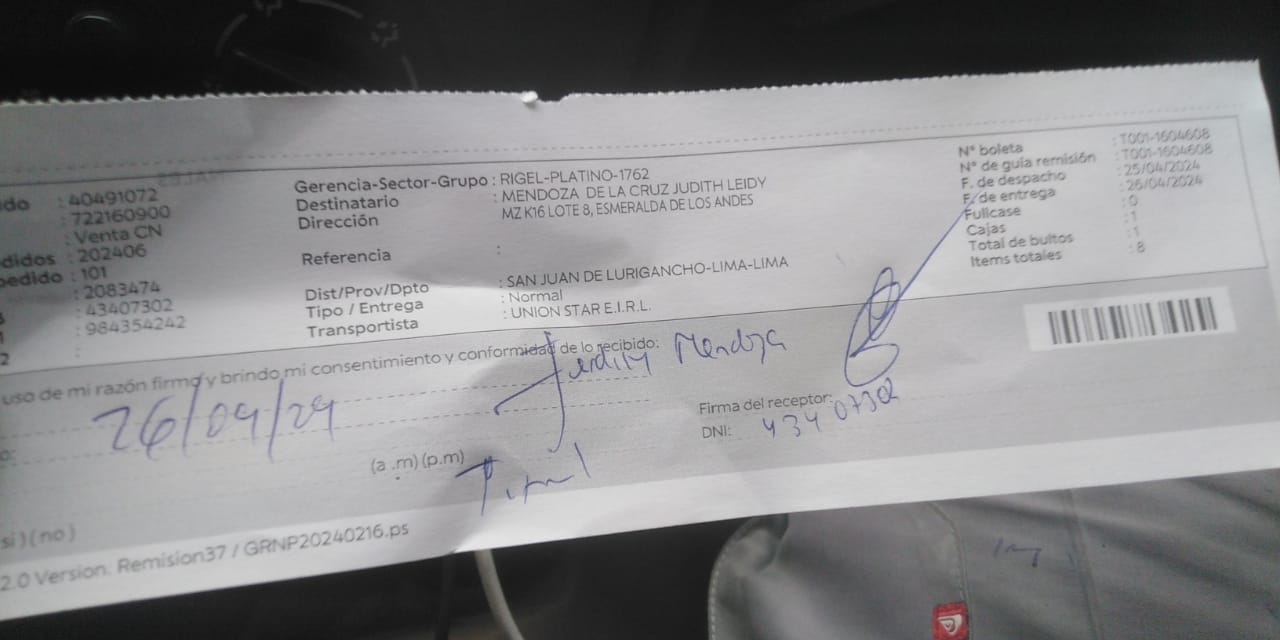 ido : 40491072
: 722160900
: Venta CN
didos : 202406
pedido : 101
: 2083474
: 43407302
1 : 984354242
2 :
Gerencia-Sector-Grupo : RIGEL-PLATINO-1762
Destinatario : MENDOZA DE LA CRUZ JUDITH LEIDY
Dirección MZ K16 LOTE 8, ESMERALDA DE LOS ANDES
Referencia :
Dist/Prov/Dpto : SAN JUAN DE LURIGANCHO-LIMA-LIMA
Tipo / Entrega : Normal
Transportista : UNION STAR E.I.R.L.
N° boleta : T001-1604608
N° de guía remisión : T001-1604608
F. de despacho : 25/04/2024
F. de entrega : 26/04/2024
Fullcase : 0
Cajas : 1
Total de bultos : 1
Items totales : 8
uso de mi razón firmo y brindo mi consentimiento y conformidad de lo recibido:
Mendoza
26/04/24
Firma del receptor:
DNI: 43407302
(a .m) (p.m)
si ) ( no )
2.0 Version. Remision37 / GRNP20240216.ps